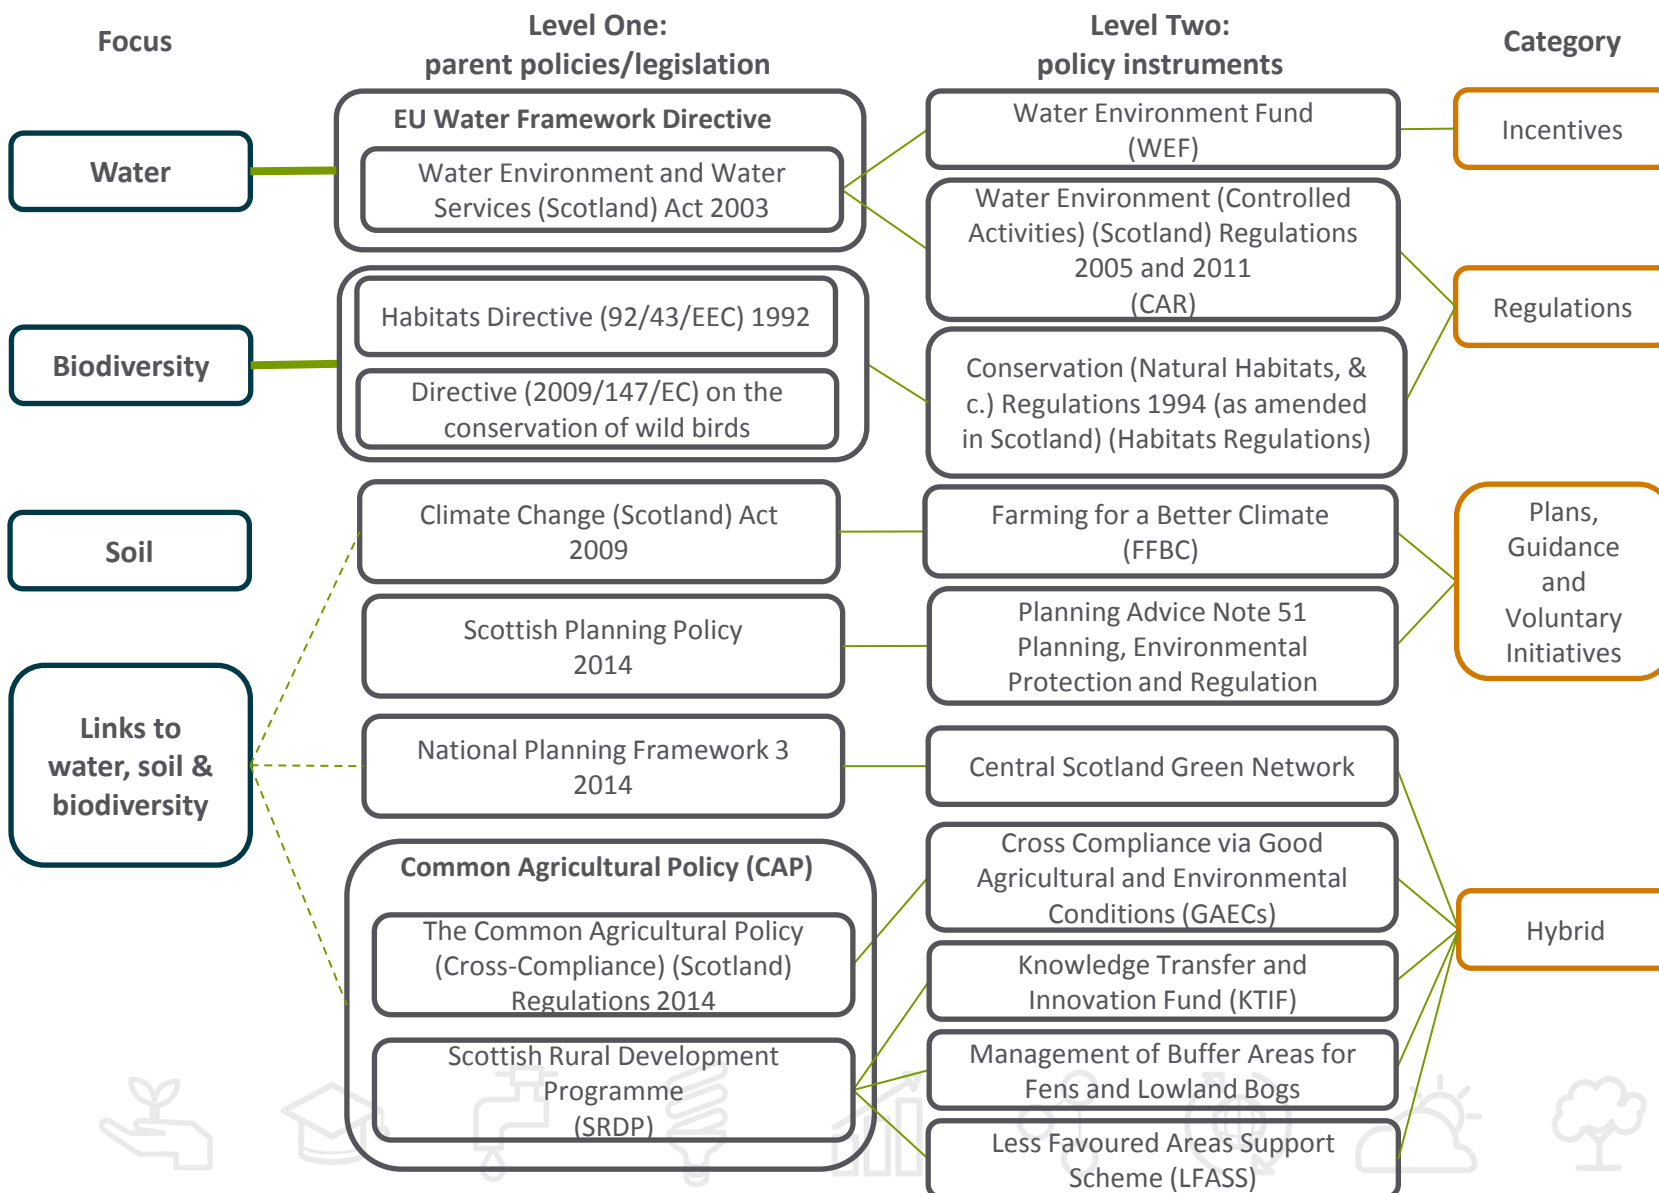 Focus
Level One:
parent policies/legislation
Level Two:
policy instruments
Category
Water
EU Water Framework Directive
Water Environment and Water
Services (Scotland) Act 2003
Water Environment Fund
(WEF)
Incentives
Water Environment (Controlled
Activities) (Scotland) Regulations
2005 and 2011
(CAR)
Regulations
Biodiversity
Habitats Directive (92/43/EEC) 1992
Directive (2009/147/EC) on the
conservation of wild birds
Conservation (Natural Habitats, &
c.) Regulations 1994 (as amended
in Scotland) (Habitats Regulations)
Soil
Climate Change (Scotland) Act
2009
Farming for a Better Climate
(FFBC)
Plans,
Guidance
and
Voluntary
Initiatives
Scottish Planning Policy
2014
Planning Advice Note 51
Planning, Environmental
Protection and Regulation
Links to
water, soil &
biodiversity
National Planning Framework 3
2014
Central Scotland Green Network
Common Agricultural Policy (CAP)
The Common Agricultural Policy
(Cross-Compliance) (Scotland)
Regulations 2014
Cross Compliance via Good
Agricultural and Environmental
Conditions (GAECs)
Hybrid
Knowledge Transfer and
Innovation Fund (KTIF)
Scottish Rural Development
Programme
(SRDP)
Management of Buffer Areas for
Fens and Lowland Bogs
Less Favoured Areas Support
Scheme (LFASS)